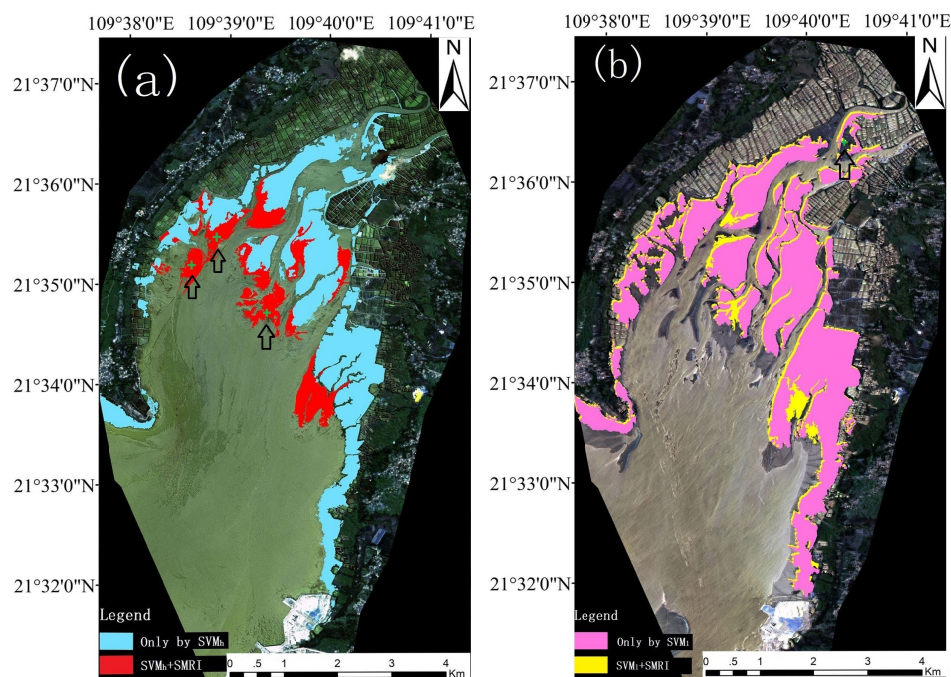 109°38'0"E 109°39'0"E 109°40'0"E 109°41'0"E
N
(a)
21°37'0"N
21°36'0"N
21°35'0"N
21°34'0"N
21°33'0"N
21°32'0"N
Legend
Only by SVMh
SVMh+SMRI
0 .5 1 2 3 4
Km
109°38'0"E 109°39'0"E 109°40'0"E 109°41'0"E
N
(b)
21°37'0"N
21°36'0"N
21°35'0"N
21°34'0"N
21°33'0"N
21°32'0"N
Legend
Only by SVMl
SVMl+SMRI
0 .5 1 2 3 4
Km